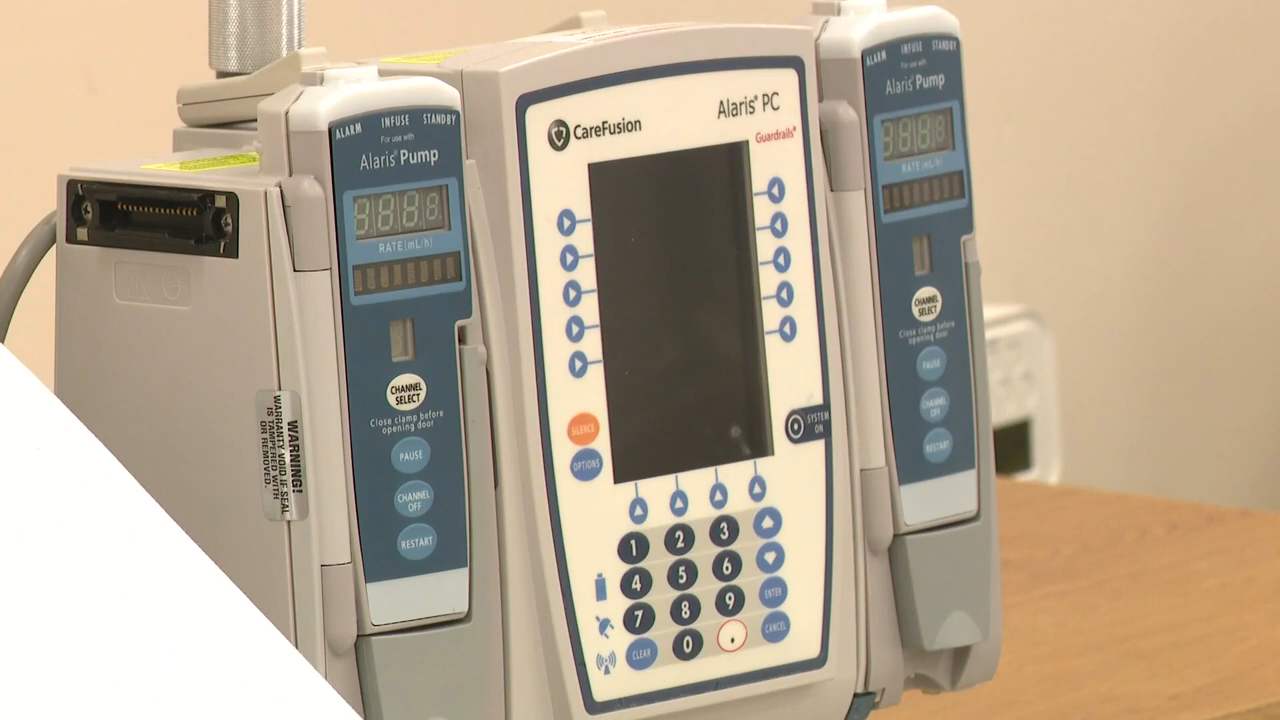 ALARM INFUSE STANDBY
For use with
Alaris® Pump
RATE (mL/h)
CHANNEL
SELECT
Close clamp before
opening door
PAUSE
CHANNEL
OFF
RESTART
WARNING!
WARRANTY VOID IF SEAL
IS TAMPERED WITH
OR REMOVED.
CareFusion
Alaris® PC
Guardrails®
SILENCE
OPTIONS
SYSTEM
ON
1 2 3
4 5 6
7 8 9
CLEAR 0 .
ENTER
CANCEL
ALARM INFUSE STANDBY
For use with
Alaris® Pump
RATE (mL/h)
CHANNEL
SELECT
Close clamp before
opening door
PAUSE
CHANNEL
OFF
RESTART